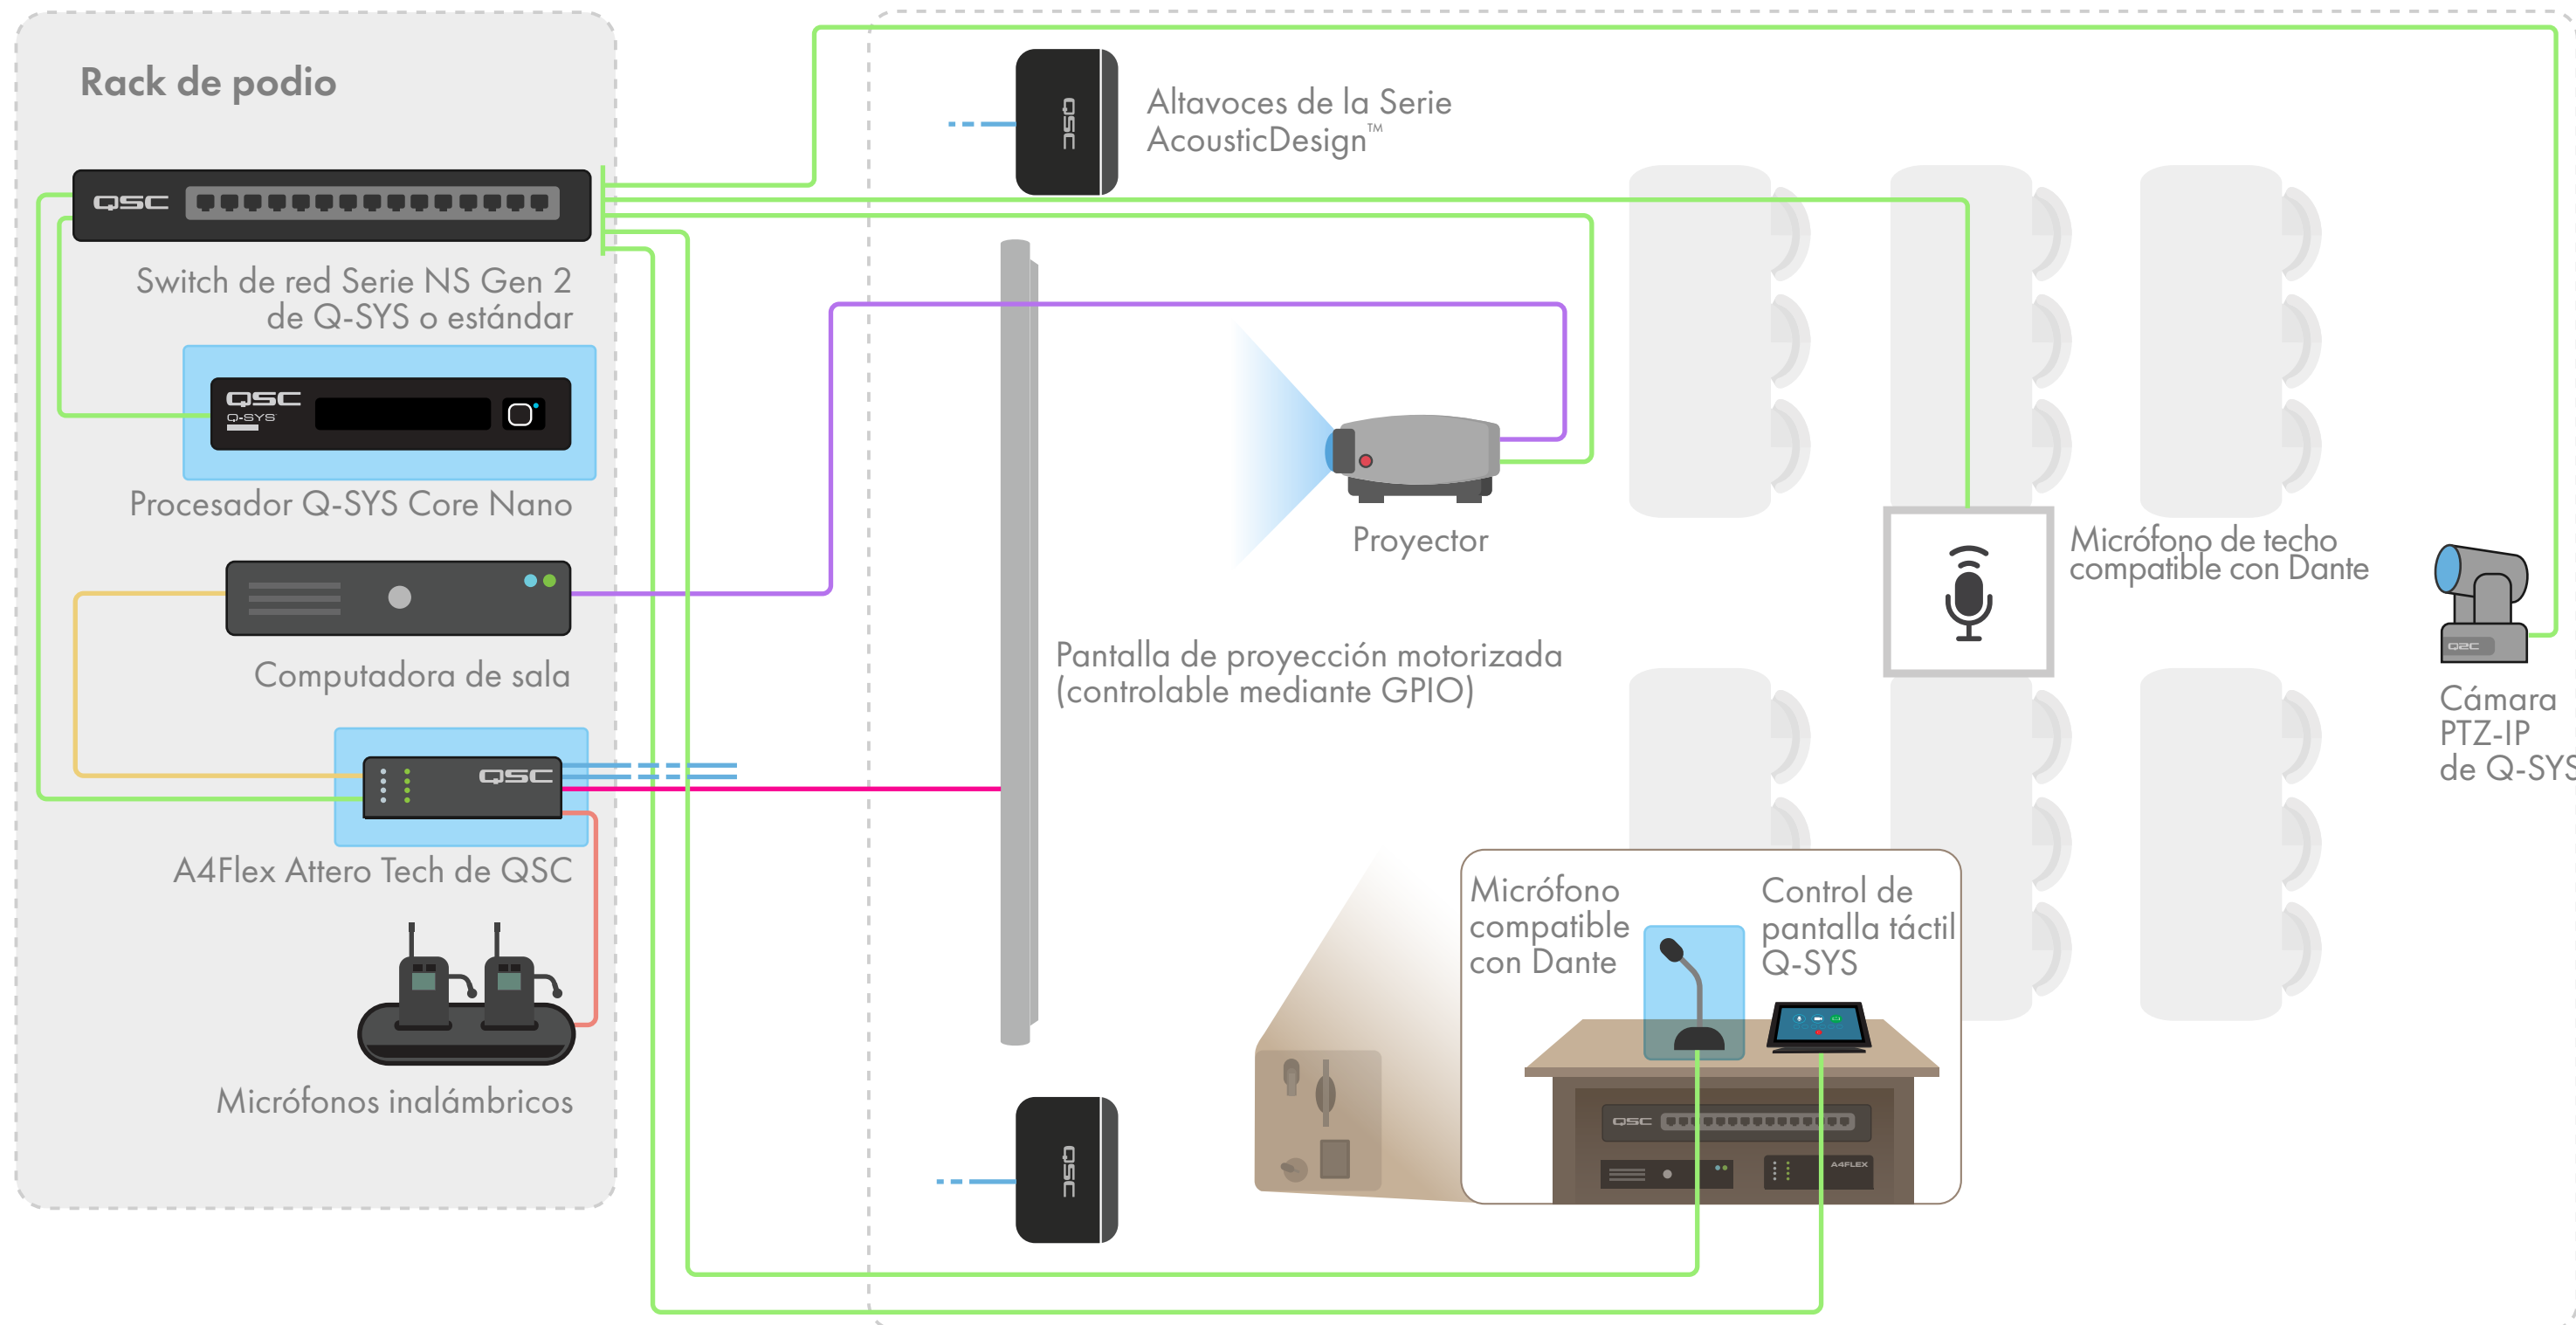 Rack de podio
QSC
Switch de red Serie NS Gen 2
de Q-SYS o estándar
QSC
Q-SYS
Procesador Q-SYS Core Nano
Computadora de sala
QSC
A4Flex Attero Tech de QSC
Micrófonos inalámbricos
QSC
Altavoces de la Serie
AcousticDesign™
Proyector
Pantalla de proyección motorizada
(controlable mediante GPIO)
Micrófono de techo
compatible con Dante
QSC
Cámara
PTZ-IP
de Q-SYS
Micrófono
compatible
con Dante
Control de
pantalla táctil
Q-SYS
QSC
A4FLEX
QSC